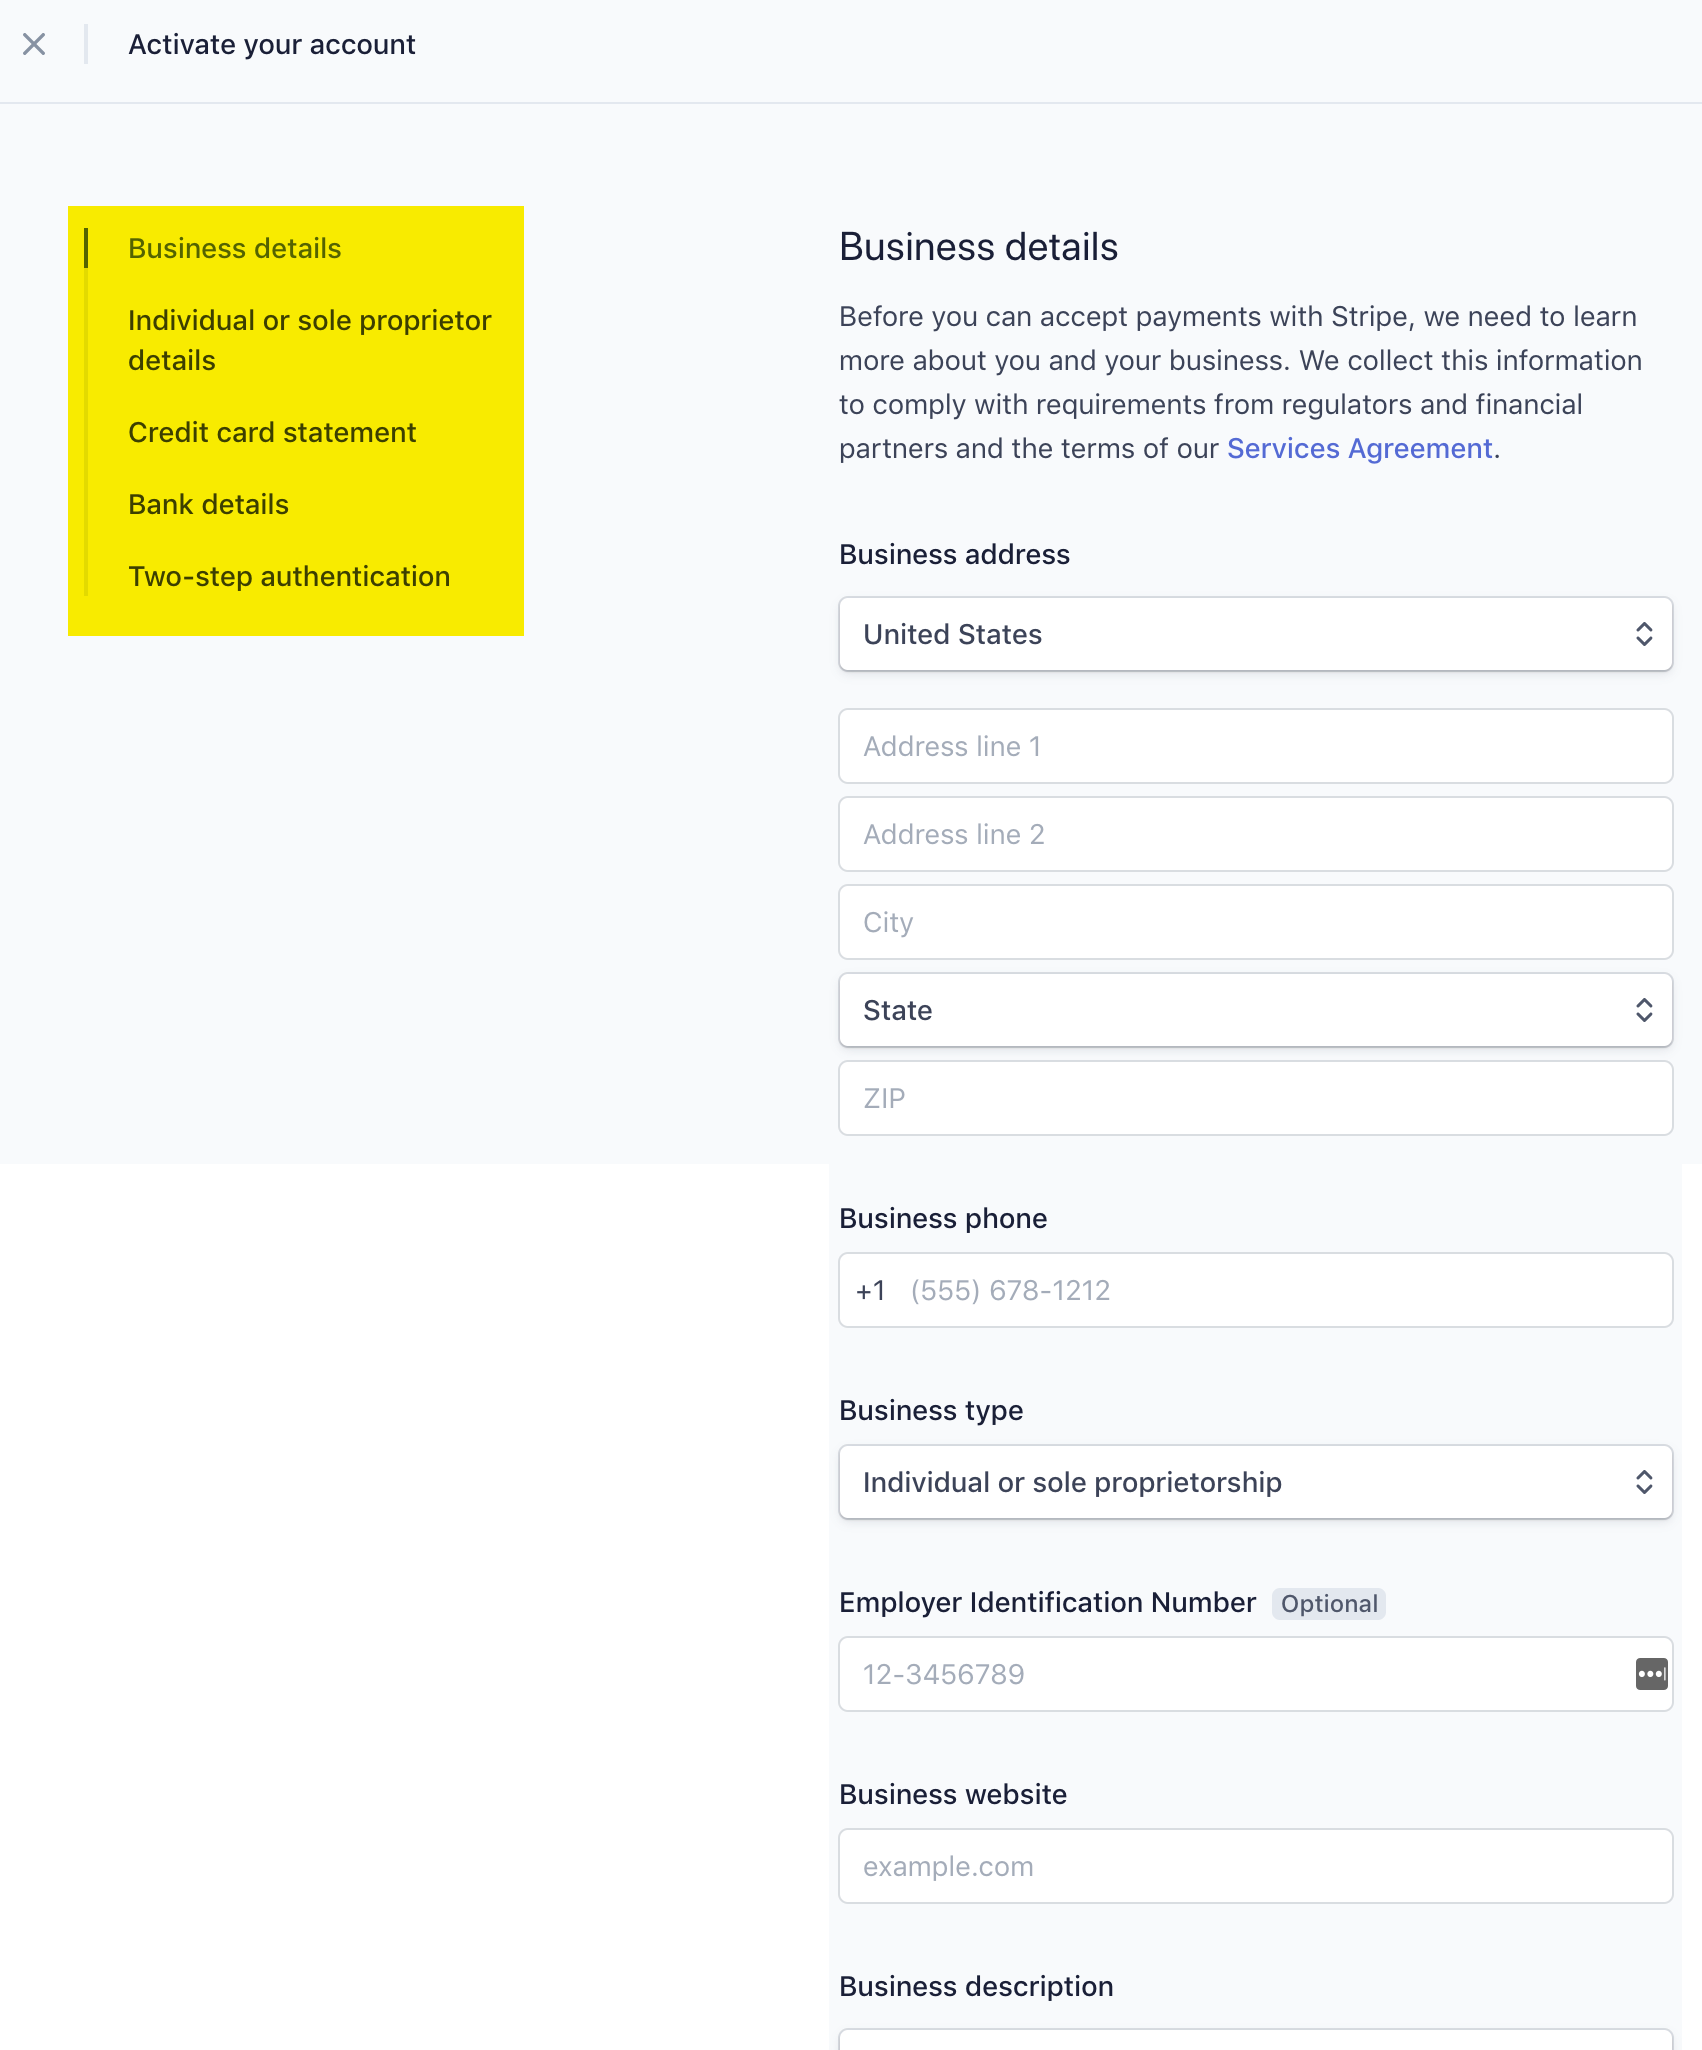 Activate your account
Business details
Individual or sole proprietor
details
Credit card statement
Bank details
Two-step authentication
Business details
Before you can accept payments with Stripe, we need to learn
more about you and your business. We collect this information
to comply with requirements from regulators and financial
partners and the terms of our Services Agreement.
Business address
United States
Address line 1
Address line 2
City
State
ZIP
Business phone
+1 (555) 678-1212
Business type
Individual or sole proprietorship
Employer Identification Number Optional
12-3456789
Business website
example.com
Business description